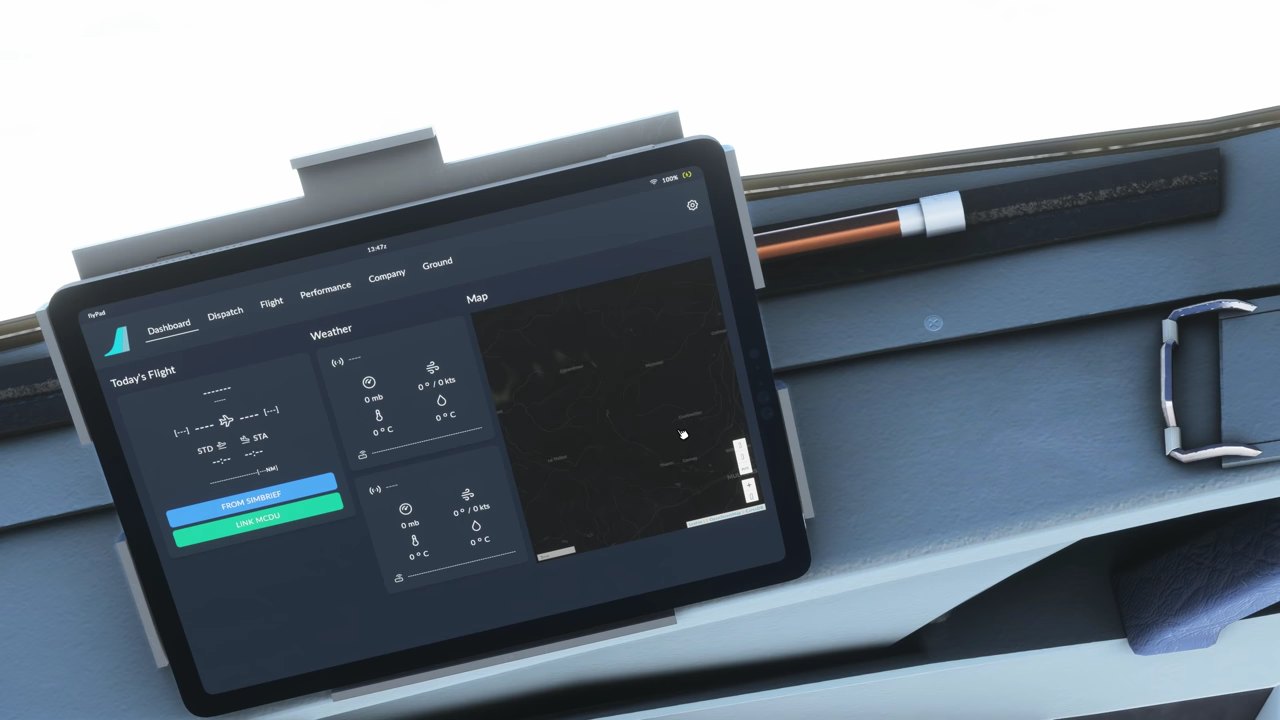 flyPad
13:47z
100%
Dashboard
Dispatch
Flight
Performance
Company
Ground
Today's Flight
-------
----
[---] ---- ---- [---]
STD STA
--:-- --:--
[---NM]
FROM SIMBRIEF
LINK MCDU
Weather
----
0 mb
0 ° / 0 kts
0 ° C
0 ° C
----
0 mb
0 ° / 0 kts
0 ° C
0 ° C
Map